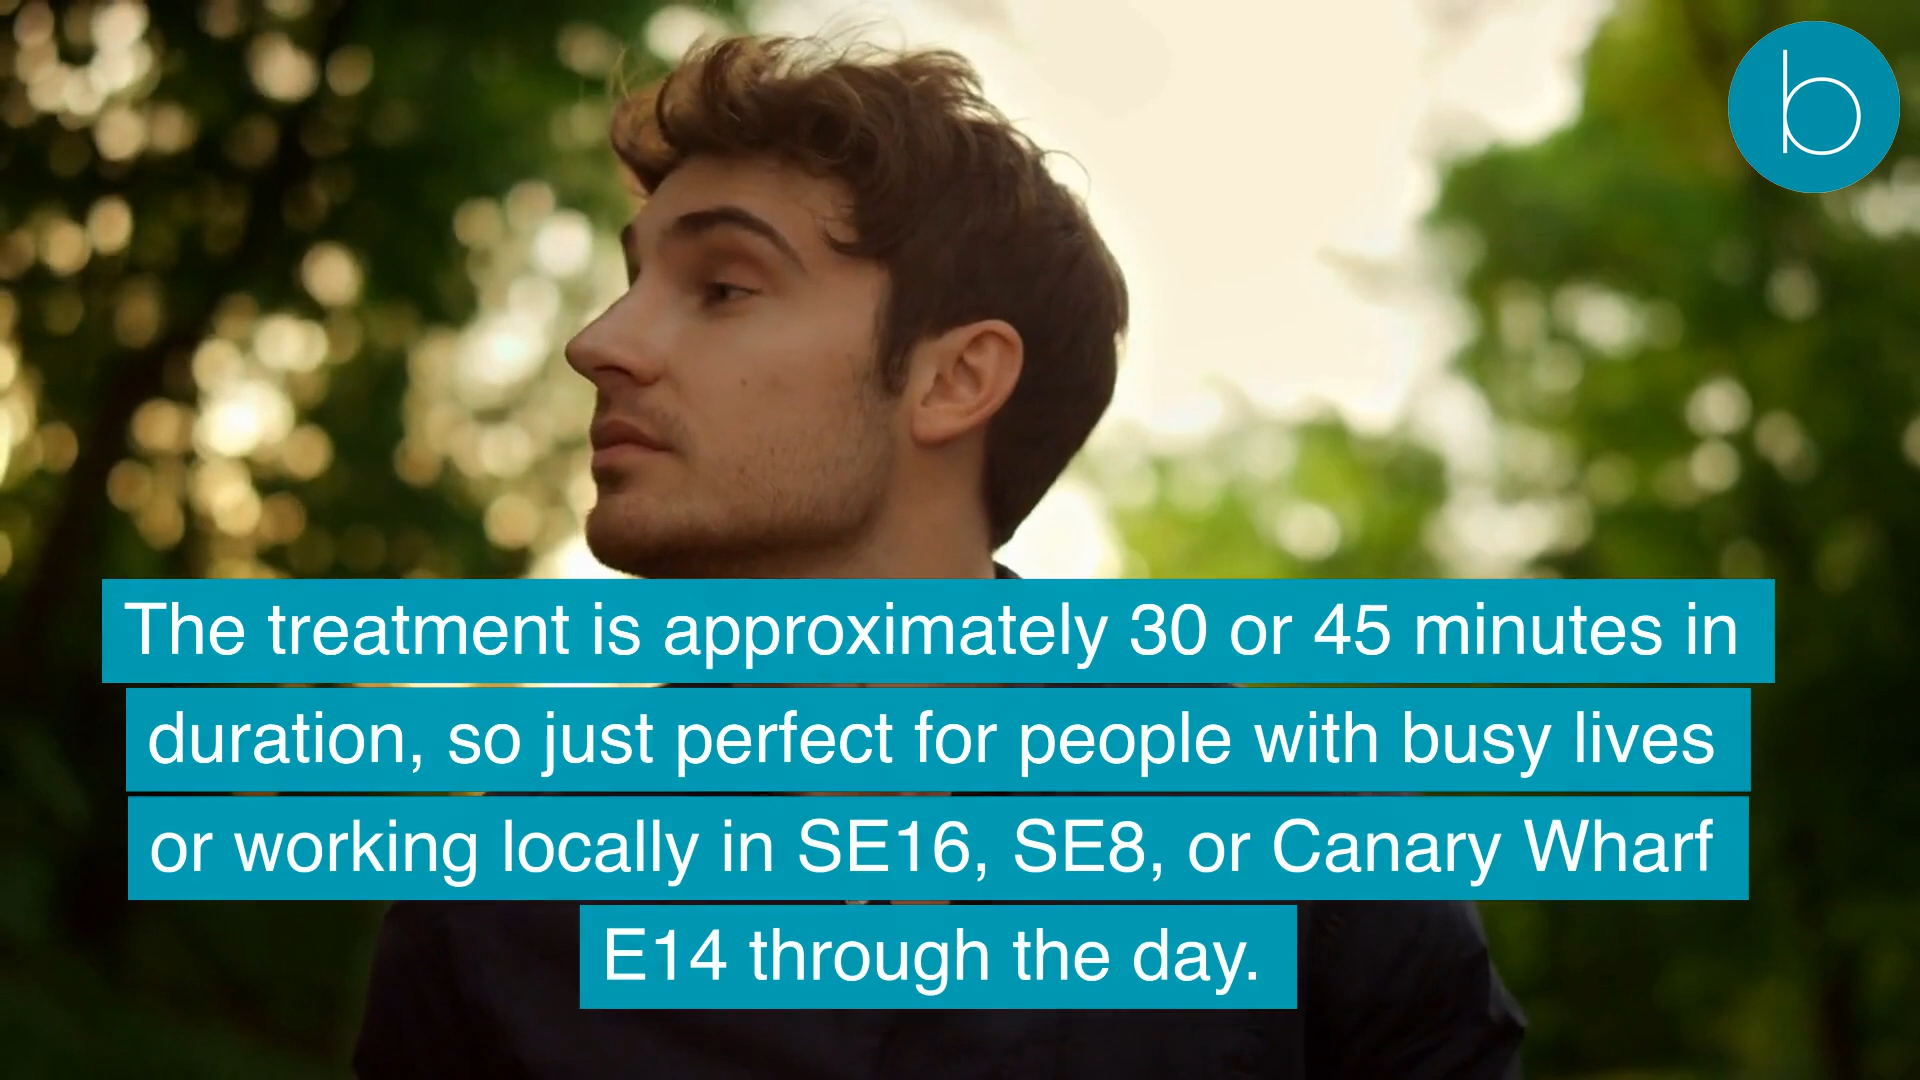 b
The treatment is approximately 30 or 45 minutes in
duration, so just perfect for people with busy lives
or working locally in SE16, SE8, or Canary Wharf
E14 through the day.